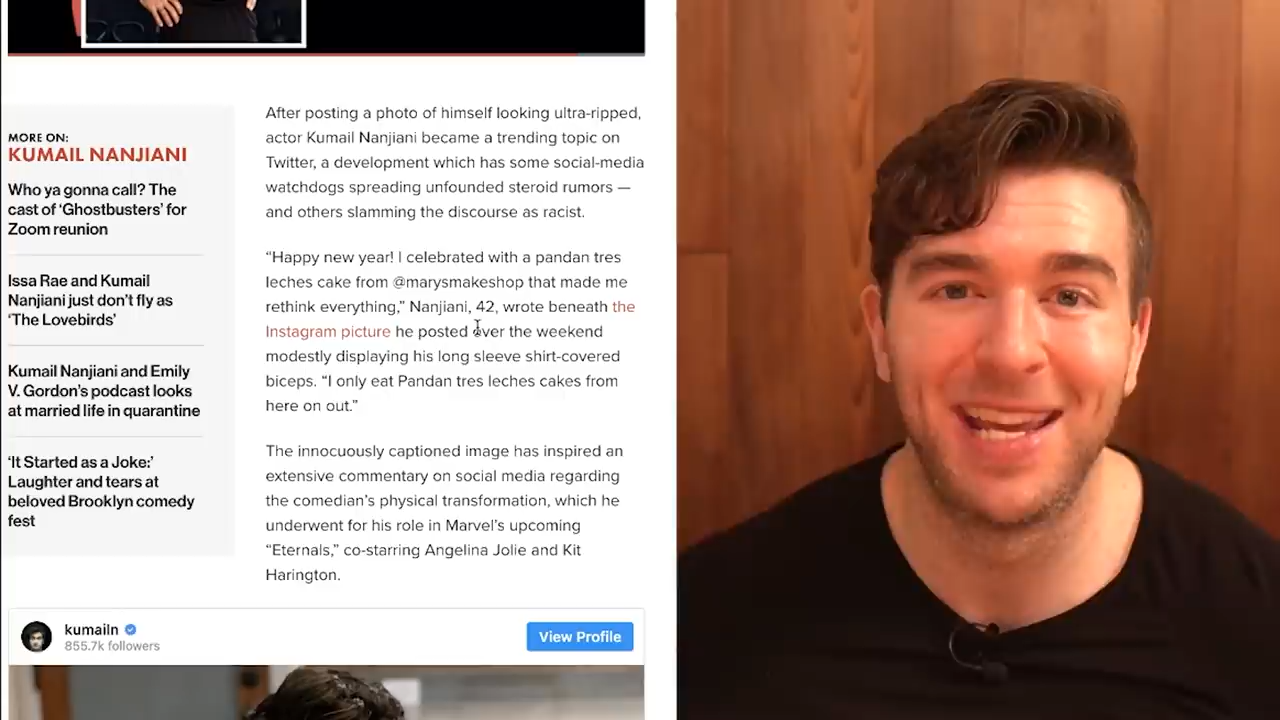 MORE ON:
KUMAIL NANJIANI
Who ya gonna call? The
cast of ‘Ghostbusters’ for
Zoom reunion
Issa Rae and Kumail
Nanjiani just don’t fly as
‘The Lovebirds’
Kumail Nanjiani and Emily
V. Gordon’s podcast looks
at married life in quarantine
‘It Started as a Joke:’
Laughter and tears at
beloved Brooklyn comedy
fest
After posting a photo of himself looking ultra-ripped,
actor Kumail Nanjiani became a trending topic on
Twitter, a development which has some social-media
watchdogs spreading unfounded steroid rumors —
and others slamming the discourse as racist.
“Happy new year! I celebrated with a pandan tres
leches cake from @marysmakeshop that made me
rethink everything,” Nanjiani, 42, wrote beneath the
Instagram picture he posted over the weekend
modestly displaying his long sleeve shirt-covered
biceps. “I only eat Pandan tres leches cakes from
here on out.”
The innocuously captioned image has inspired an
extensive commentary on social media regarding
the comedian’s physical transformation, which he
underwent for his role in Marvel’s upcoming
“Eternals,” co-starring Angelina Jolie and Kit
Harington.
kumailn
855.7k followers
View Profile